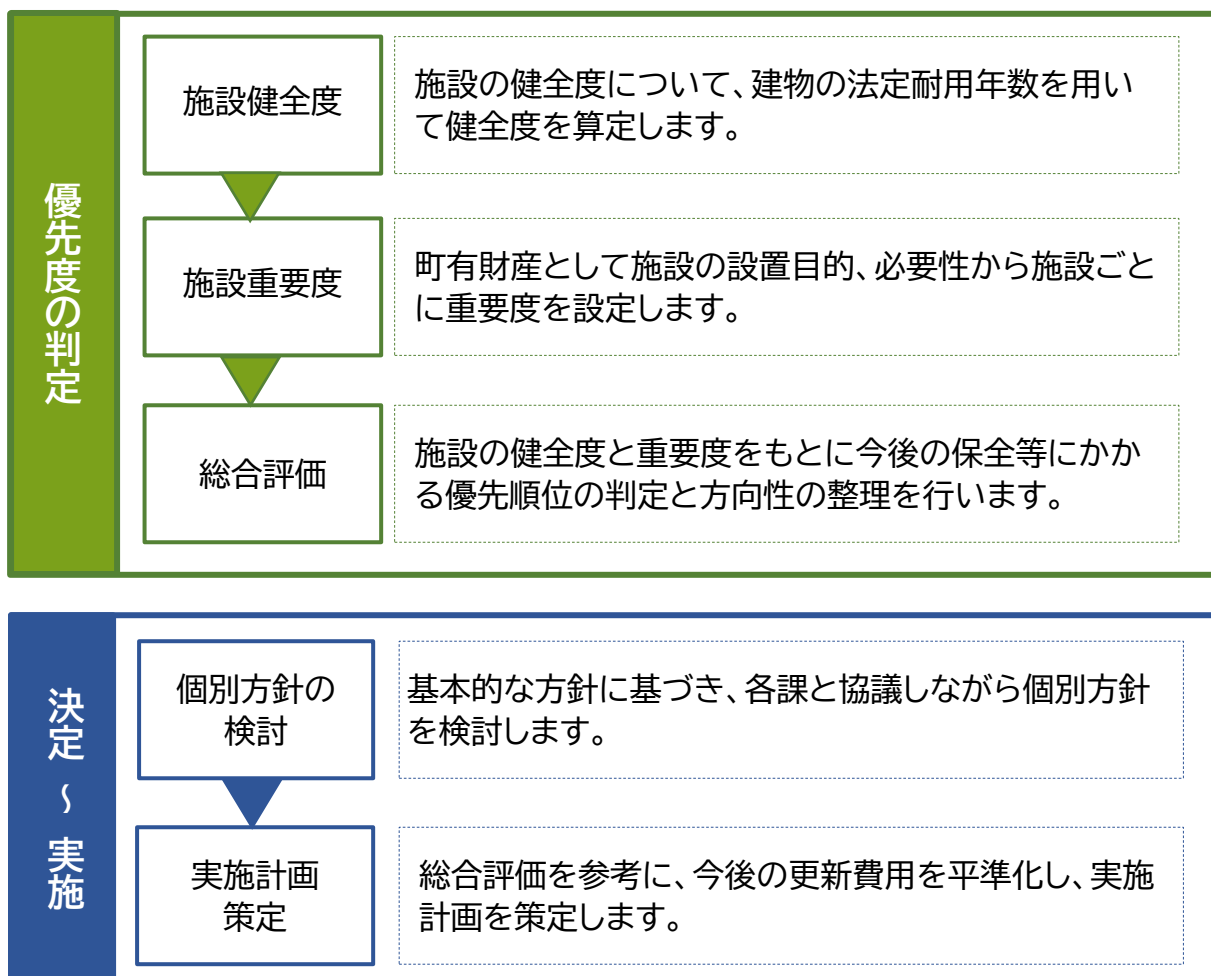 優先度の判定
施設健全度
施設の健全度について、建物の法定耐用年数を用い
て健全度を算定します。
施設重要度
町有財産として施設の設置目的、必要性から施設ごと
に重要度を設定します。
総合評価
施設の健全度と重要度をもとに今後の保全等にかか
る優先順位の判定と方向性の整理を行います。
決定～実施
個別方針の
検討
基本的な方針に基づき、各課と協議しながら個別方針
を検討します。
実施計画
策定
総合評価を参考に、今後の更新費用を平準化し、実施
計画を策定します。